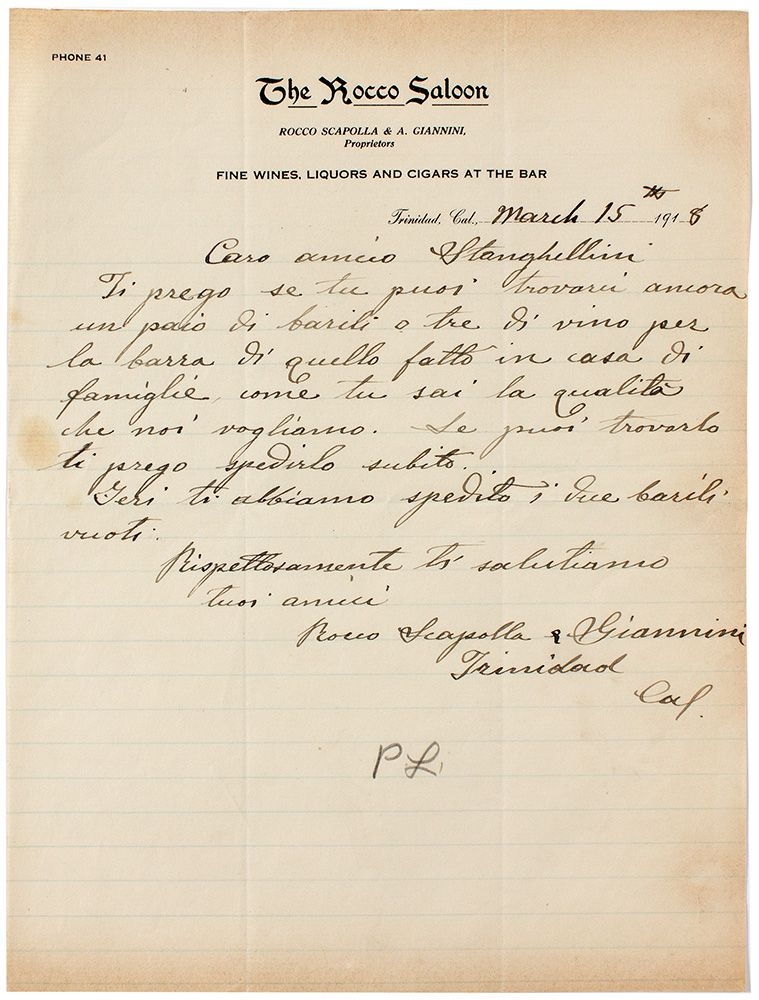 PHONE 41
The Rocco Saloon
ROCCO SCAPOLLA & A. GIANNINI,
Proprietors
FINE WINES, LIQUORS AND CIGARS AT THE BAR
Trinidad, Cal., March 15th 1918
Caro amico Stanghellini
Ti prego se tu puoi trovarci ancora
un paio di barili o tre di vino per
la barra di quello fatto in casa di
famiglie, come tu sai la qualità
che noi vogliamo. Se puoi trovarlo
ti prego spedirlo subito.
Ieri ti abbiamo spedito i due barili
vuoti.
Rispettosamente ti salutiamo
tuoi amici
Rocco Scapolla & Giannini
Trinidad
Cal.
PL